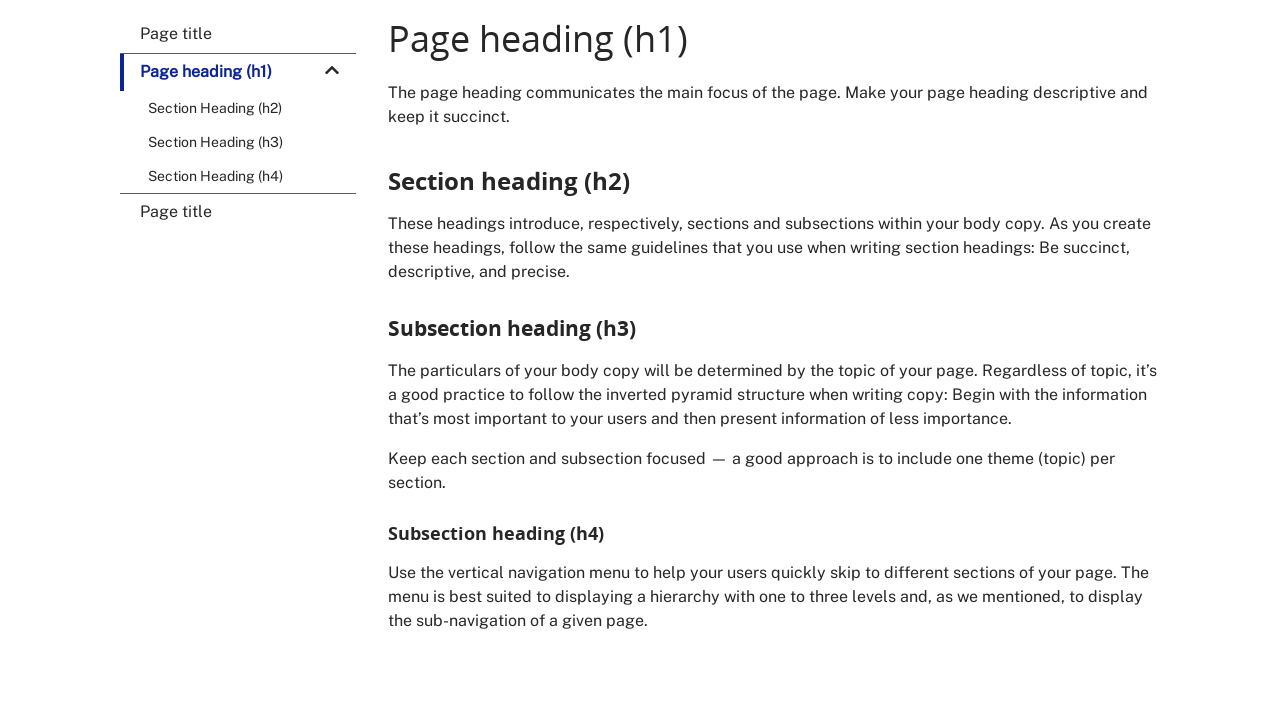 Page title
Page heading (h1)
Section Heading (h2)
Section Heading (h3)
Section Heading (h4)
Page title
Page heading (h1)
The page heading communicates the main focus of the page. Make your page heading descriptive and
keep it succinct.
Section heading (h2)
These headings introduce, respectively, sections and subsections within your body copy. As you create
these headings, follow the same guidelines that you use when writing section headings: Be succinct,
descriptive, and precise.
Subsection heading (h3)
The particulars of your body copy will be determined by the topic of your page. Regardless of topic, it’s
a good practice to follow the inverted pyramid structure when writing copy: Begin with the information
that’s most important to your users and then present information of less importance.
Keep each section and subsection focused — a good approach is to include one theme (topic) per
section.
Subsection heading (h4)
Use the vertical navigation menu to help your users quickly skip to different sections of your page. The
menu is best suited to displaying a hierarchy with one to three levels and, as we mentioned, to display
the sub-navigation of a given page.